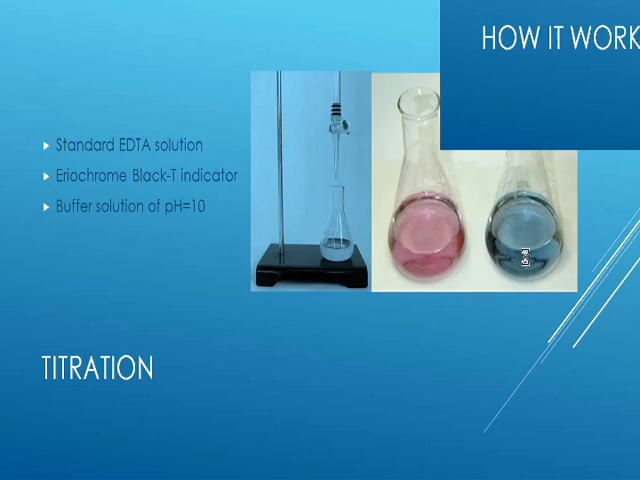 HOW IT WORK
Standard EDTA solution
Eriochrome Black-T indicator
Buffer solution of pH=10
TITRATION